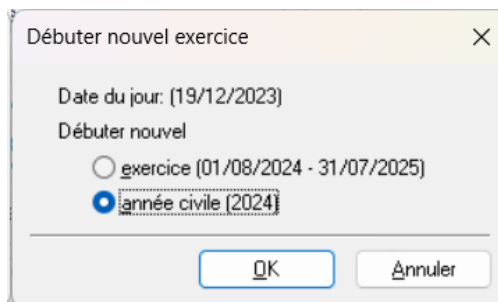 Débuter nouvel exercice
Date du jour: (19/12/2023)
Débuter nouvel
exercice (01/08/2024 - 31/07/2025)
année civile (2024)
OK Annuler